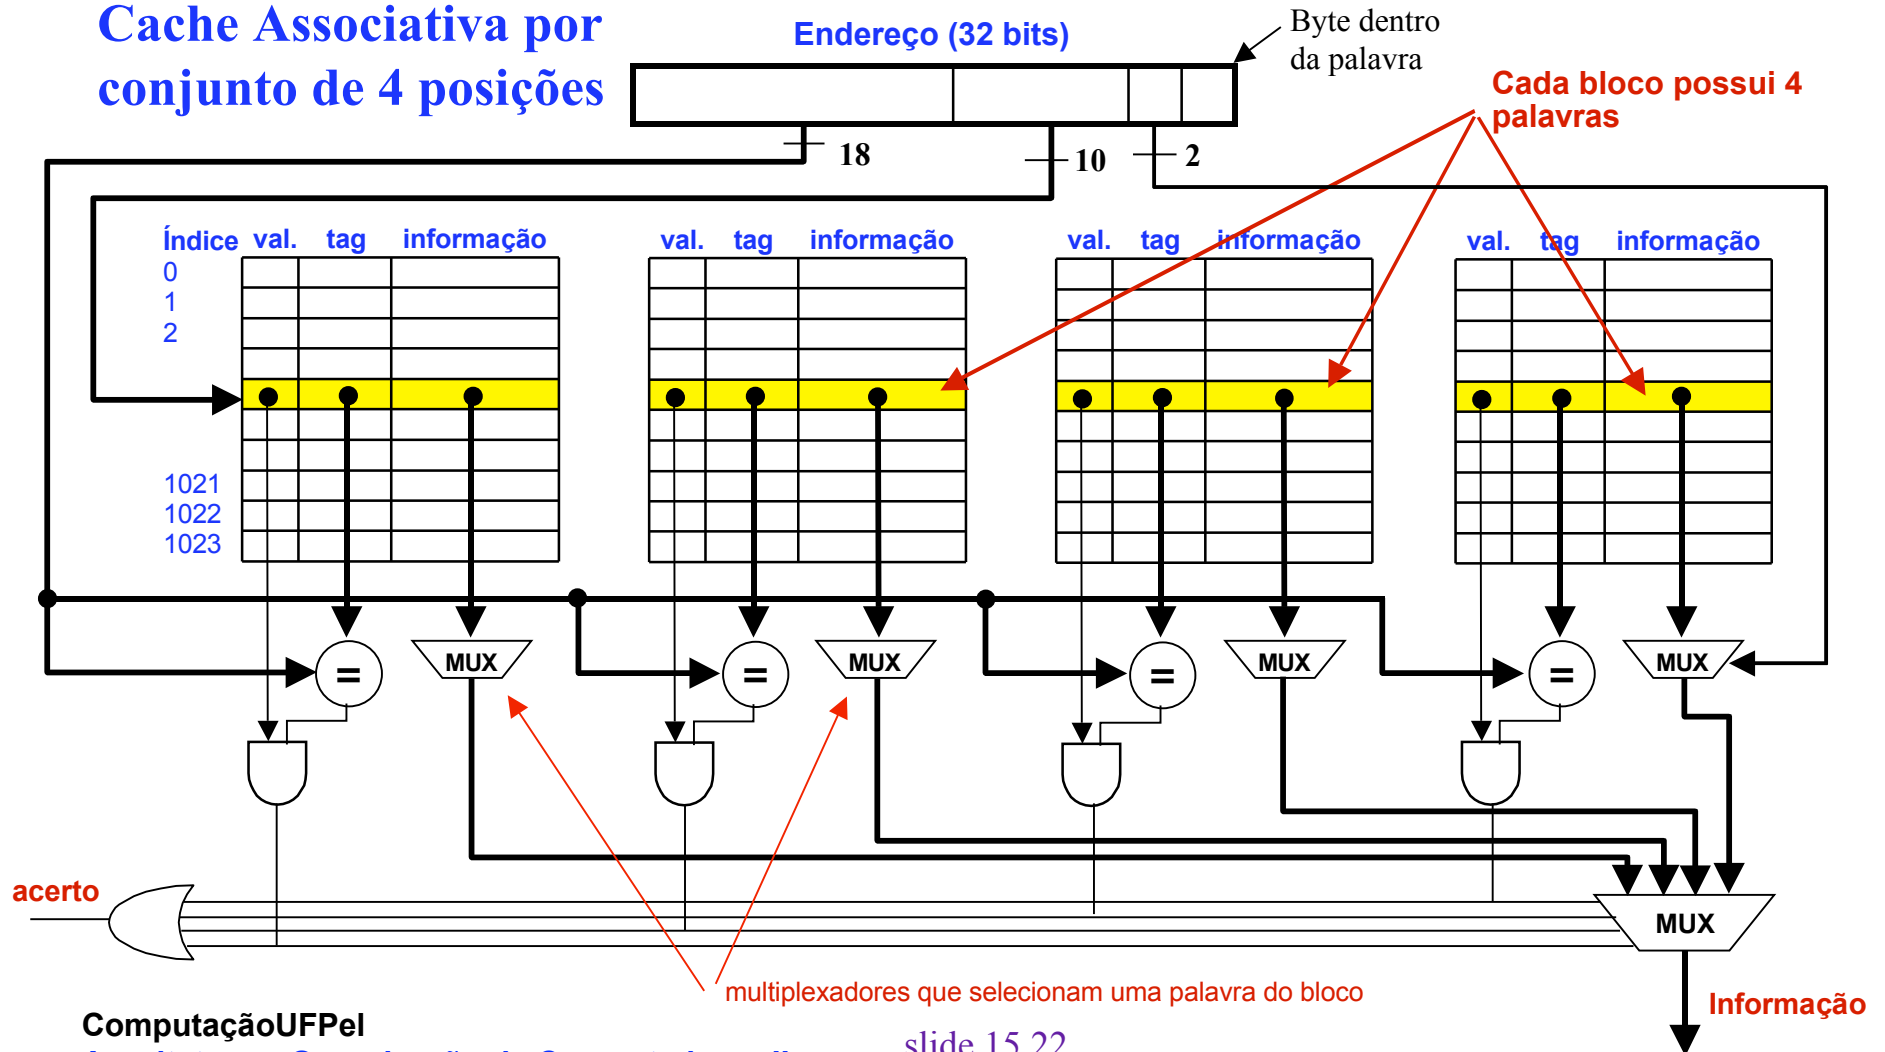 Cache Associativa por
conjunto de 4 posições
Endereço (32 bits)
Byte dentro
da palavra
Cada bloco possui 4
palavras
18
10
2
Índice val. tag informação
val. tag informação
val. tag informação
val. tag informação
0
1
2
1021
1022
1023
= MUX = MUX = MUX = MUX
acerto
MUX
multiplexadores que selecionam uma palavra do bloco
Informação
ComputaçãoUFPel
slide 15.22